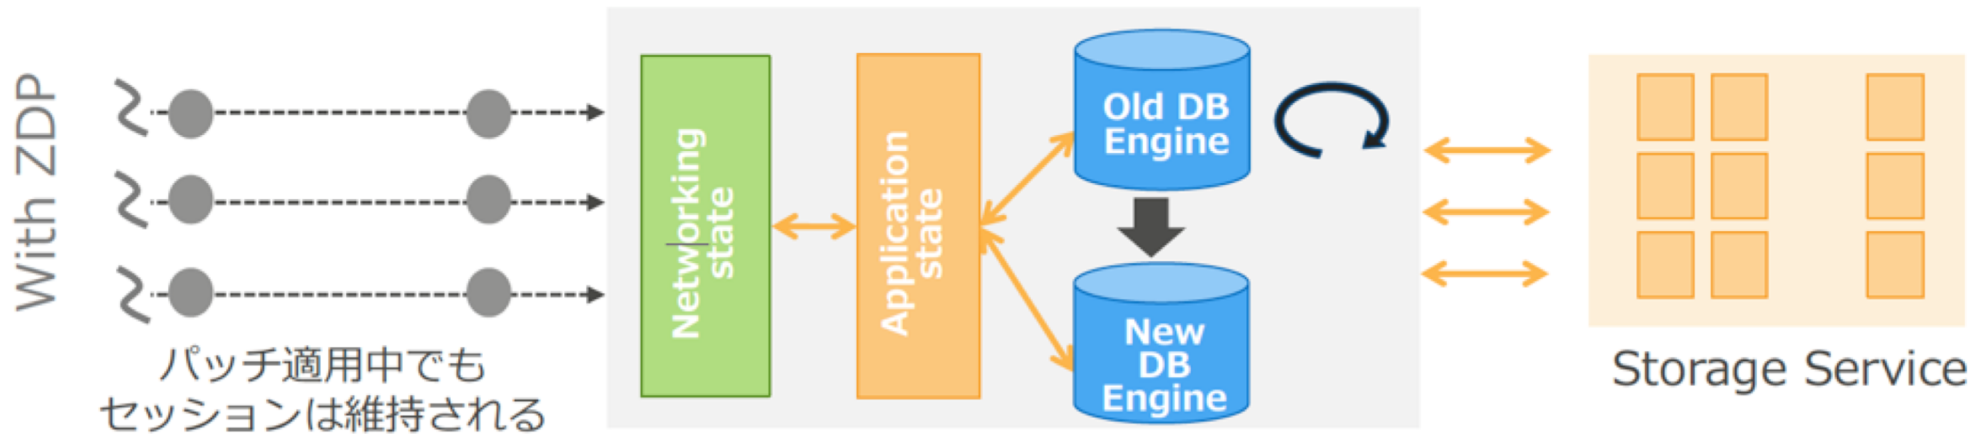 With ZDP
パッチ適用中でも
セッションは維持される
Networking
state
Application
state
Old DB
Engine
New
DB
Engine
Storage Service